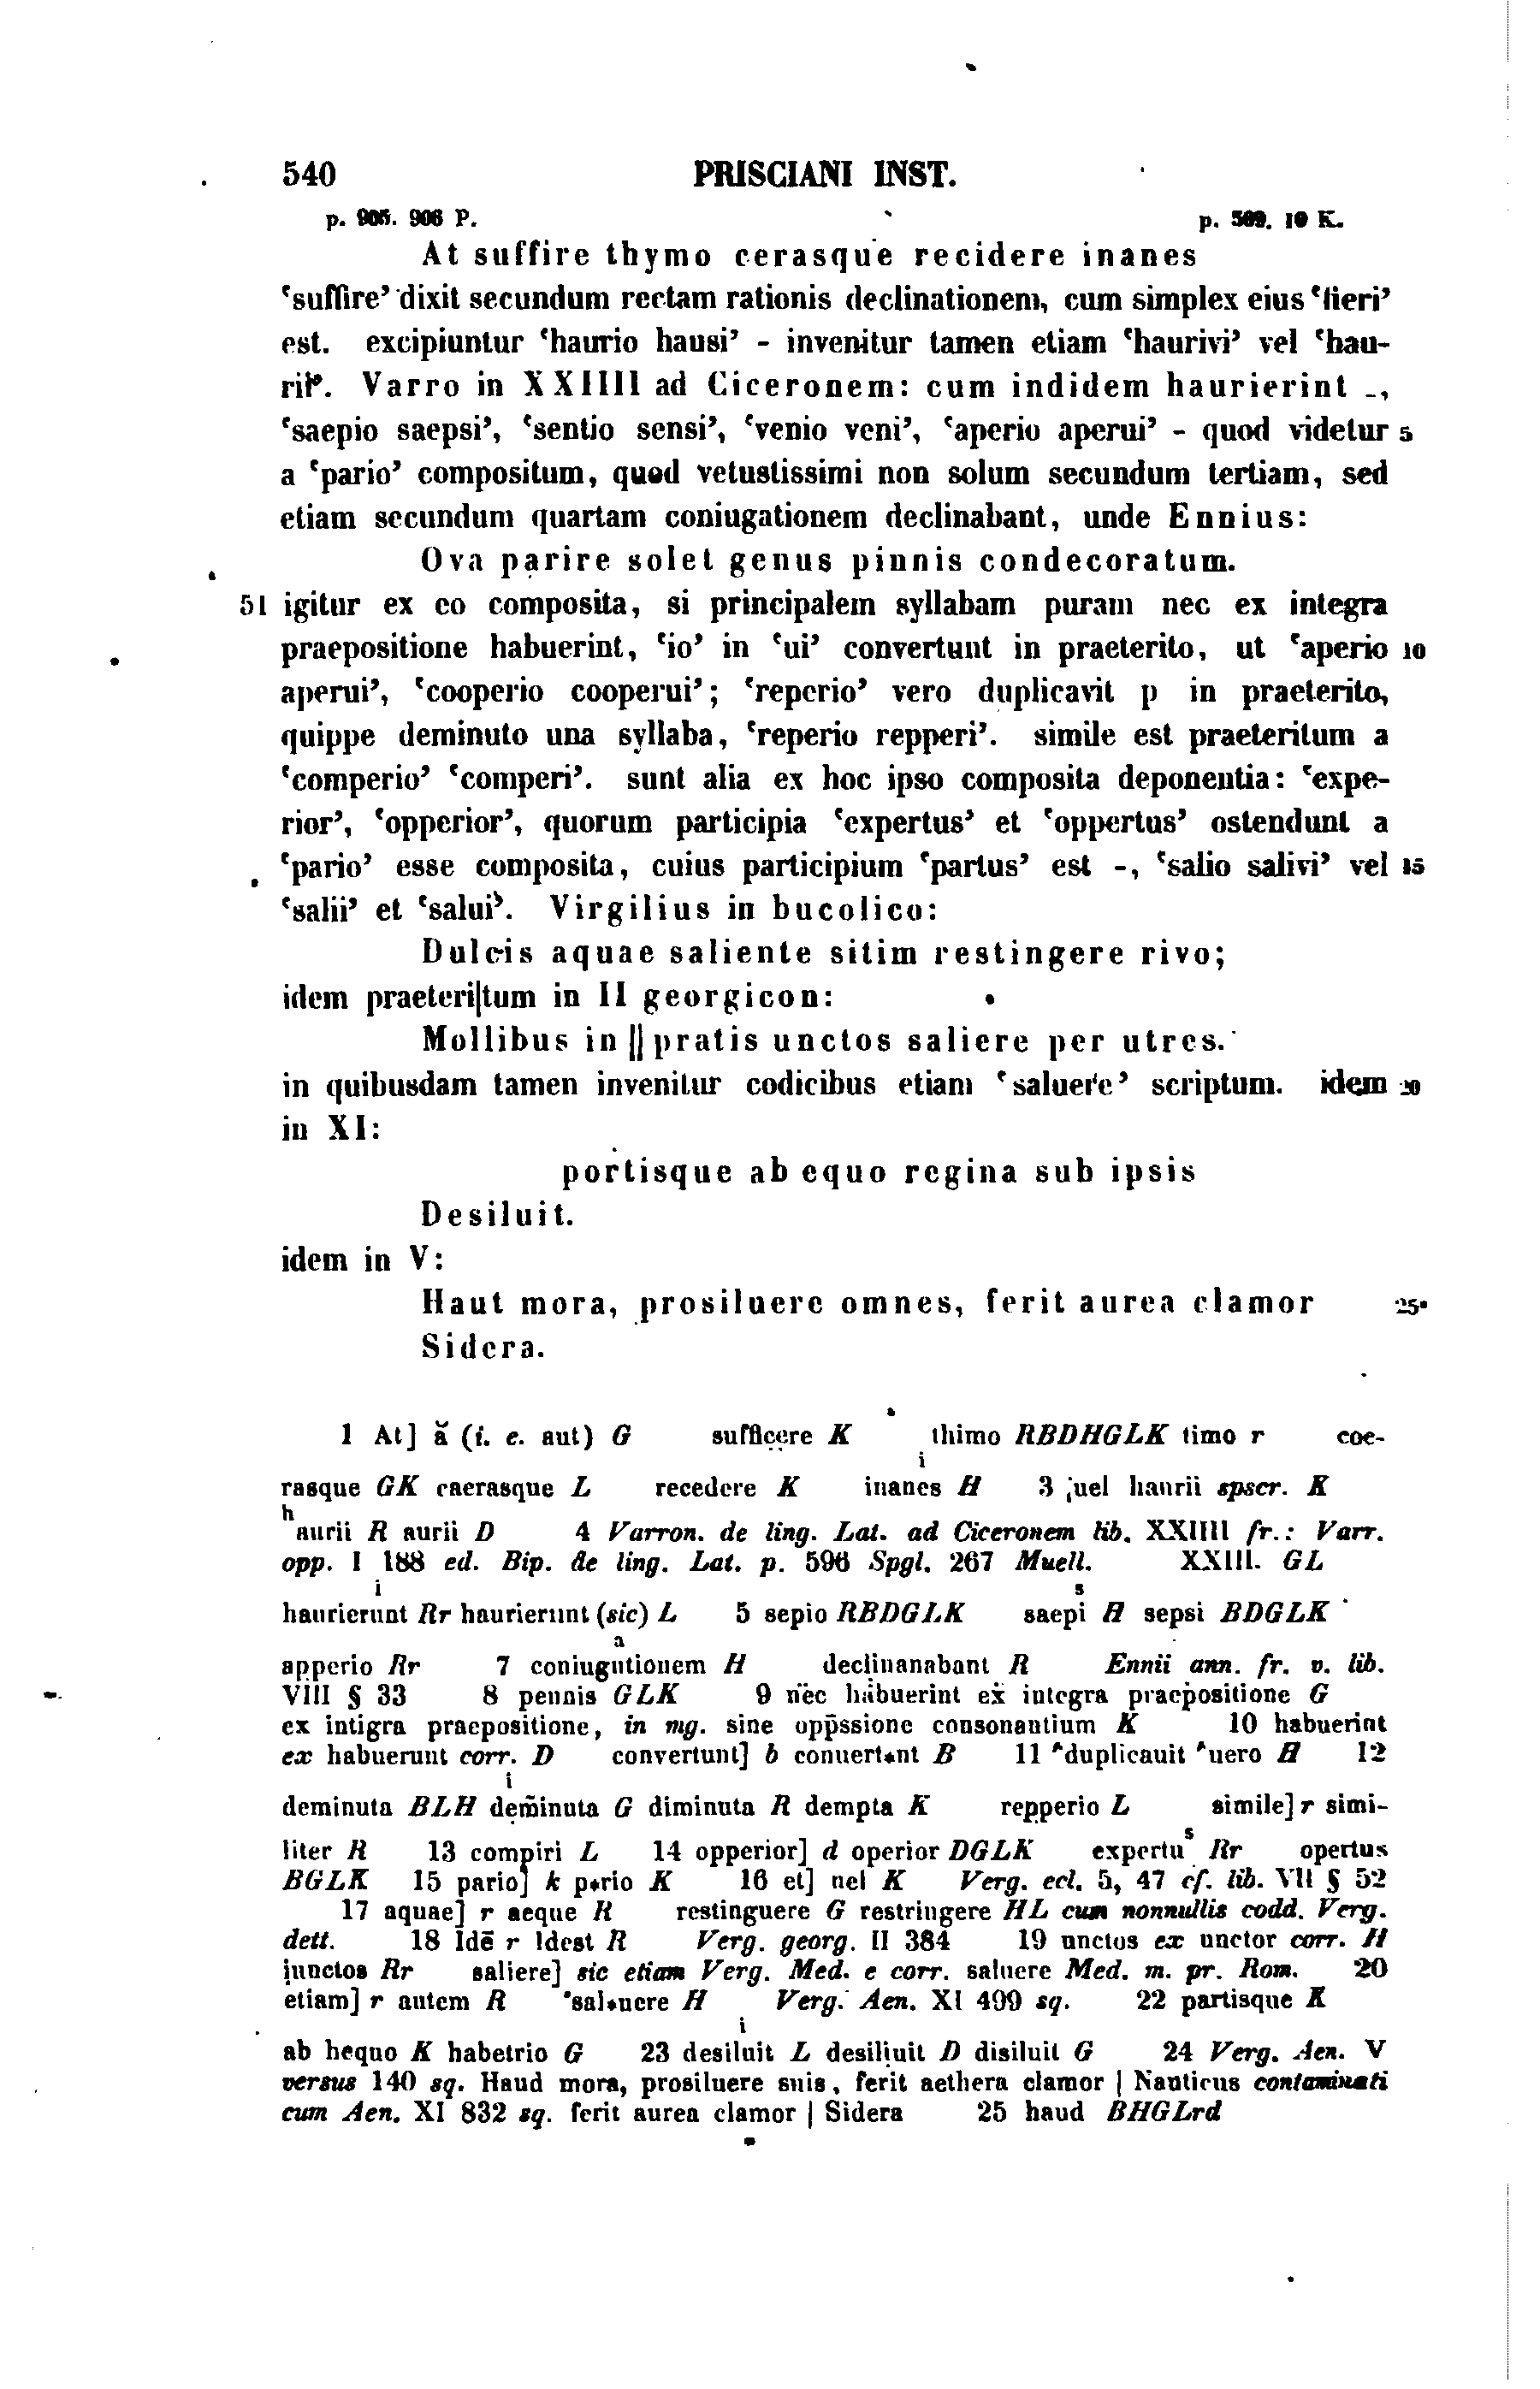 540 PRISCIANI INST.
p. 905. 906 P. p. 509. 10 K.
At suffire thymo cerasque recidere inanes
‘suffire’ dixit secundum rectam rationis declinationem, cum simplex eius ‘fieri’
est. excipiuntur ‘haurio hausi’ - invenitur tamen etiam ‘haurivi’ vel ‘hau-
rii’. Varro in XXIIII ad Ciceronem: cum indidem haurierint -,
‘saepio saepsi’, ‘sentio sensi’, ‘venio veni’, ‘aperio aperui’ - quod videtur 5
a ‘pario’ compositum, quod vetustissimi non solum secundum tertiam, sed
etiam secundum quartam coniugationem declinabant, unde Ennius:
Ova parire solet genus pinnis condecoratum.
51 igitur ex eo composita, si principalem syllabam puram nec ex integra
praepositione habuerint, ‘io’ in ‘ui’ convertunt in praeterito, ut ‘aperio 10
aperui’, ‘cooperio cooperui’; ‘reperio’ vero duplicavit p in praeterito,
quippe deminuto una syllaba, ‘reperio repperi’. simile est praeteritum a
‘comperio’ ‘comperi’. sunt alia ex hoc ipso composita deponentia: ‘expe-
rior’, ‘opperior’, quorum participia ‘expertus’ et ‘oppertus’ ostendunt a
‘pario’ esse composita, cuius participium ‘partus’ est -, ‘salio salivi’ vel 15
‘salii’ et ‘salui’. Virgilius in bucolico:
Dulcis aquae saliente sitim restingere rivo;
idem praeteri|tum in II georgicon:
Mollibus in || pratis unctos saliere per utres.
in quibusdam tamen invenitur codicibus etiam ‘saluere’ scriptum. idem 20
in XI:
portisque ab equo regina sub ipsis
Desiluit.
idem in V:
Haut mora, prosiluere omnes, ferit aurea clamor 25
Sidera.
1 At] ă (i. e. aut) G sufficere K thimo RBDHGLK timo r coe-
rasque GK caerasque L recedere K inanes H 3 uel haurii spscr. K
i
h
aurii R aurii D 4 Varron. de ling. Lat. ad Ciceronem lib. XXIIII fr.: Varr.
opp. I 188 ed. Bip. de ling. Lat. p. 596 Spgl. 267 Muell. XXIII. GL
i s
haurierunt Rr haurierunt (sic) L 5 sepio RBDGLK saepi H sepsi BDGLK
a
apperio Rr 7 coniugutionem H declinanabant R Ennii ann. fr. v. lib.
VIII § 33 8 pennis GLK 9 nec habuerint ex integra praepositione G
ex intigra praepositione, in mg. sine oppssione consonantium K 10 habuerint
ex habuerunt corr. D convertunt] b conuert*nt B 11 duplicauit uero H 12
i
deminuta BLH deminuta G diminuta R dempta K repperio L simile] r simi-
liter R 13 compiri L 14 opperior] d operior DGLK expertus Rr opertus
BGLK 15 pario] k p*rio K 16 et] uel K Verg. ecl. 5, 47 cf. lib. VII § 52
17 aquae] r aeque R restinguere G restringere HL cum nonnullis codd. Verg.
dett. 18 Idē r Idest R Verg. georg. II 384 19 unctos ex unctor corr. H
iunctos Rr saliere] sic etiam Verg. Med. e corr. saluere Med. m. pr. Rom. 20
etiam] r autem R sal*uere H Verg. Aen. XI 499 sq. 22 partisque K
i
ab hequo K habetrio G 23 desiluit L desiliuit D disiluit G 24 Verg. Aen. V
versus 140 sq. Haud mora, prosiluere suis, ferit aethera clamor | Nauticus contaminati
cum Aen. XI 832 sq. ferit aurea clamor | Sidera 25 haud BHGLrd